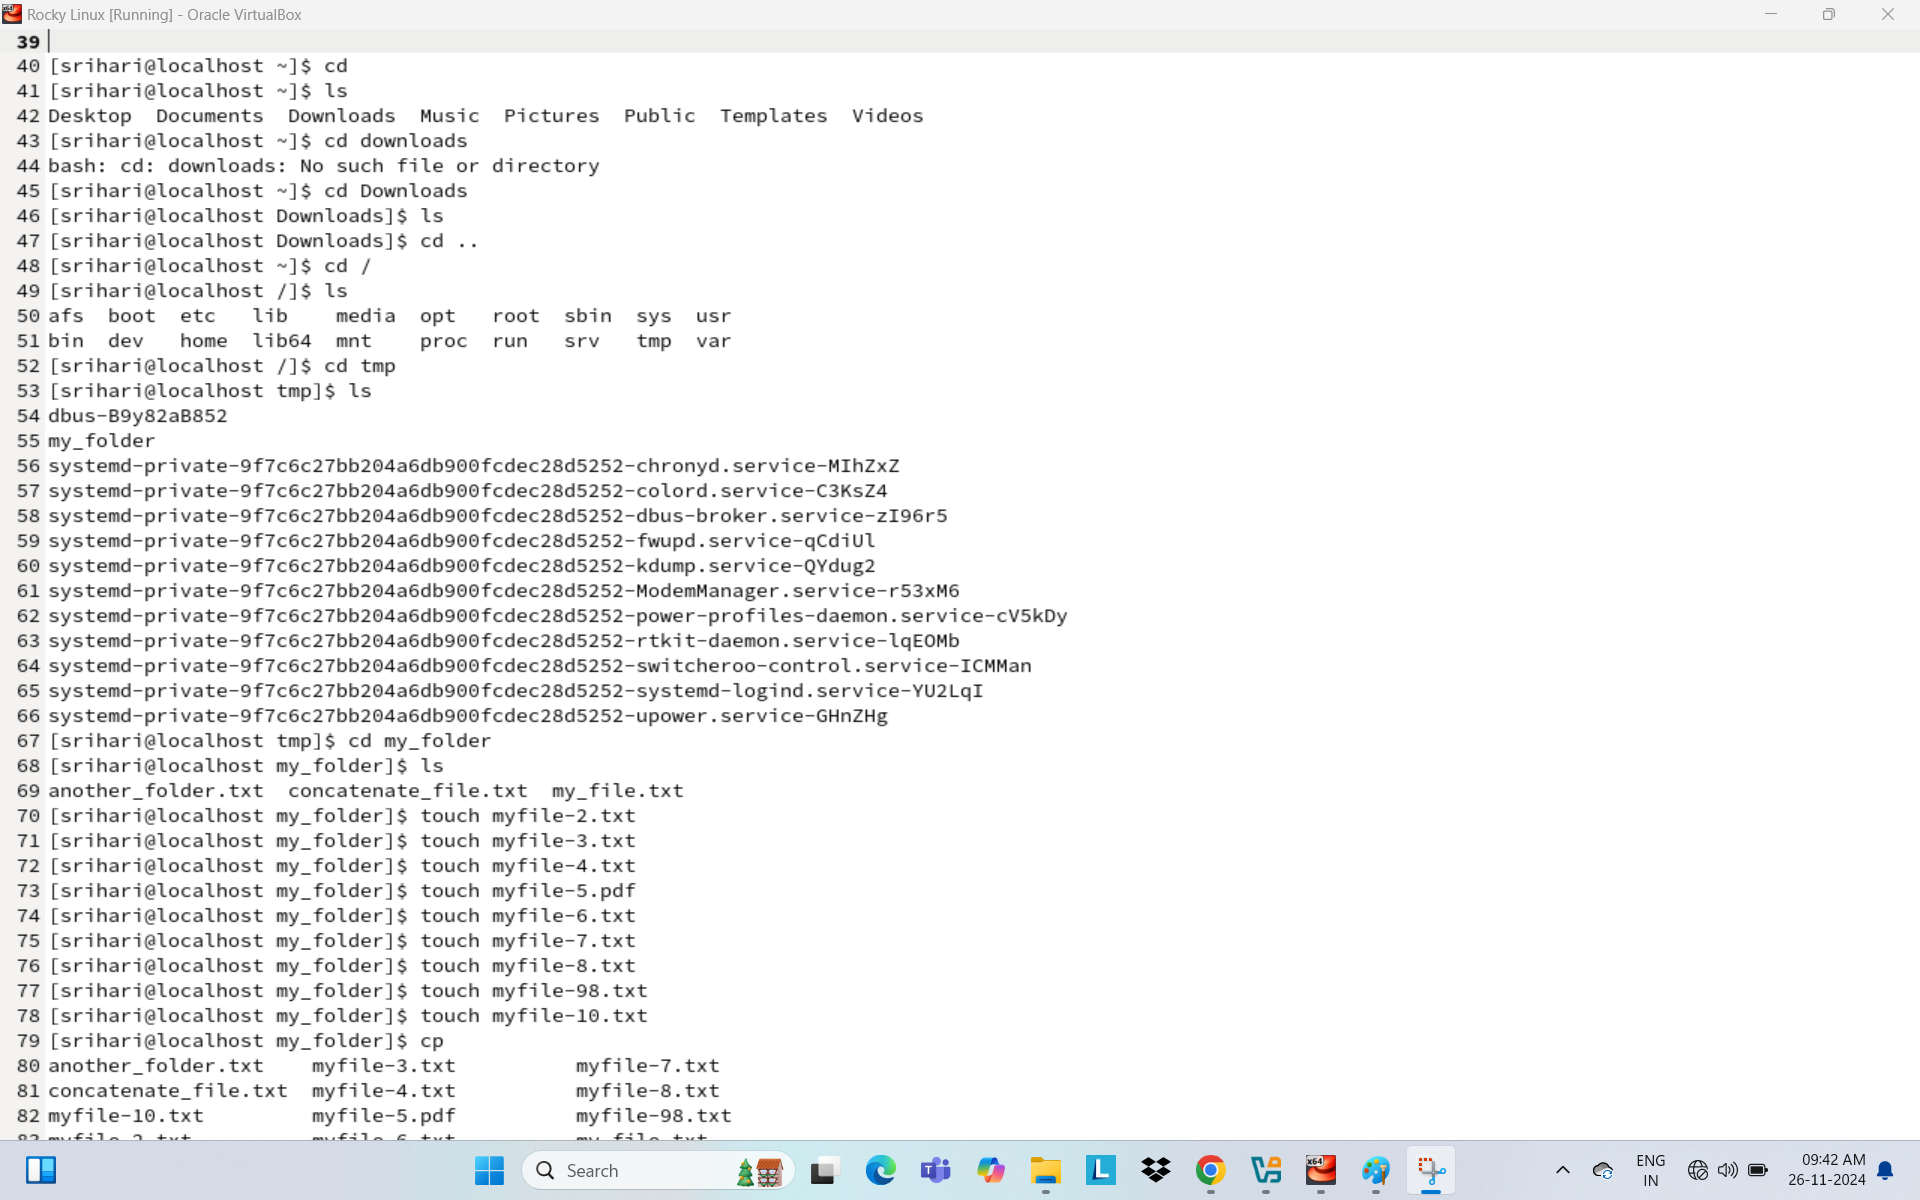 Rocky Linux [Running] - Oracle VirtualBox
39
40 [srihari@localhost ~]$ cd
41 [srihari@localhost ~]$ ls
42 Desktop  Documents  Downloads  Music  Pictures  Public  Templates  Videos
43 [srihari@localhost ~]$ cd downloads
44 bash: cd: downloads: No such file or directory
45 [srihari@localhost ~]$ cd Downloads
46 [srihari@localhost Downloads]$ ls
47 [srihari@localhost Downloads]$ cd ..
48 [srihari@localhost ~]$ cd /
49 [srihari@localhost /]$ ls
50 afs  boot  etc   lib    media  opt   root  sbin  sys  usr
51 bin  dev   home  lib64  mnt    proc  run   srv   tmp  var
52 [srihari@localhost /]$ cd tmp
53 [srihari@localhost tmp]$ ls
54 dbus-B9y82aB852
55 my_folder
56 systemd-private-9f7c6c27bb204a6db900fcdec28d5252-chronyd.service-MIhZxZ
57 systemd-private-9f7c6c27bb204a6db900fcdec28d5252-colord.service-C3KsZ4
58 systemd-private-9f7c6c27bb204a6db900fcdec28d5252-dbus-broker.service-zI96r5
59 systemd-private-9f7c6c27bb204a6db900fcdec28d5252-fwupd.service-qCdiUl
60 systemd-private-9f7c6c27bb204a6db900fcdec28d5252-kdump.service-QYdug2
61 systemd-private-9f7c6c27bb204a6db900fcdec28d5252-ModemManager.service-r53xM6
62 systemd-private-9f7c6c27bb204a6db900fcdec28d5252-power-profiles-daemon.service-cV5kDy
63 systemd-private-9f7c6c27bb204a6db900fcdec28d5252-rtkit-daemon.service-lqEOMb
64 systemd-private-9f7c6c27bb204a6db900fcdec28d5252-switcheroo-control.service-ICMMan
65 systemd-private-9f7c6c27bb204a6db900fcdec28d5252-systemd-logind.service-YU2LqI
66 systemd-private-9f7c6c27bb204a6db900fcdec28d5252-upower.service-GHnZHg
67 [srihari@localhost tmp]$ cd my_folder
68 [srihari@localhost my_folder]$ ls
69 another_folder.txt  concatenate_file.txt  my_file.txt
70 [srihari@localhost my_folder]$ touch myfile-2.txt
71 [srihari@localhost my_folder]$ touch myfile-3.txt
72 [srihari@localhost my_folder]$ touch myfile-4.txt
73 [srihari@localhost my_folder]$ touch myfile-5.pdf
74 [srihari@localhost my_folder]$ touch myfile-6.txt
75 [srihari@localhost my_folder]$ touch myfile-7.txt
76 [srihari@localhost my_folder]$ touch myfile-8.txt
77 [srihari@localhost my_folder]$ touch myfile-98.txt
78 [srihari@localhost my_folder]$ touch myfile-10.txt
79 [srihari@localhost my_folder]$ cp
80 another_folder.txt    myfile-3.txt          myfile-7.txt
81 concatenate_file.txt  myfile-4.txt          myfile-8.txt
82 myfile-10.txt         myfile-5.pdf          myfile-98.txt
83 myfile-2.txt          myfile-6.txt          my_file.txt
Search
ENG
IN
09:42 AM
26-11-2024